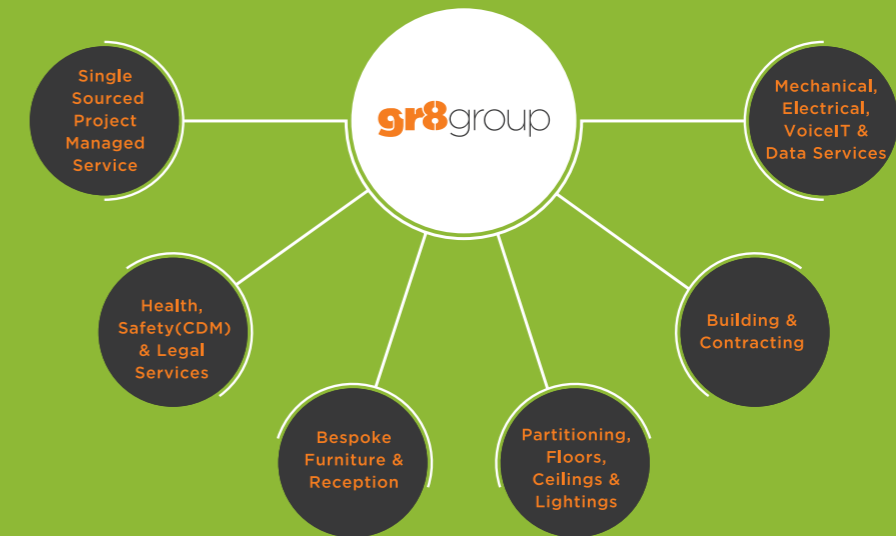 gr8group
Single
Sourced
Project
Managed
Service
Mechanical,
Electrical,
VoiceIT &
Data Services
Health,
Safety(CDM)
& Legal
Services
Building &
Contracting
Bespoke
Furniture &
Reception
Partitioning,
Floors,
Ceilings &
Lightings